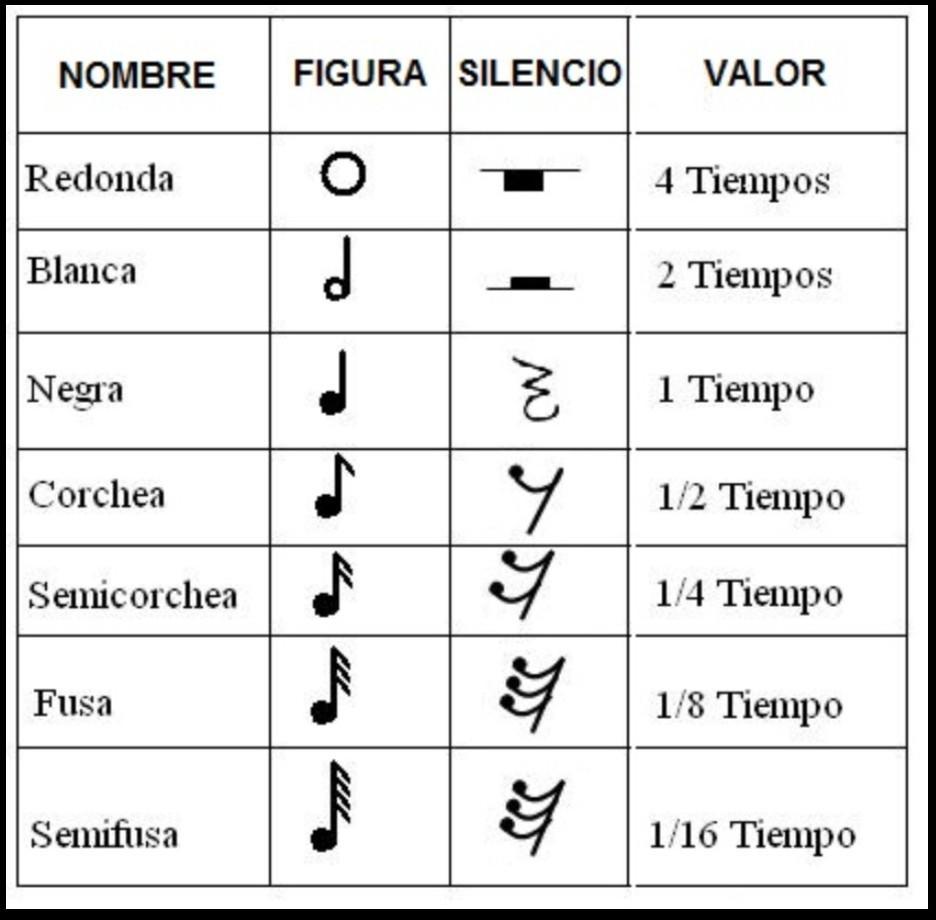 NOMBRE FIGURA SILENCIO VALOR
Redonda 4 Tiempos
Blanca 2 Tiempos
Negra 1 Tiempo
Corchea 1/2 Tiempo
Semicorchea 1/4 Tiempo
Fusa 1/8 Tiempo
Semifusa 1/16 Tiempo